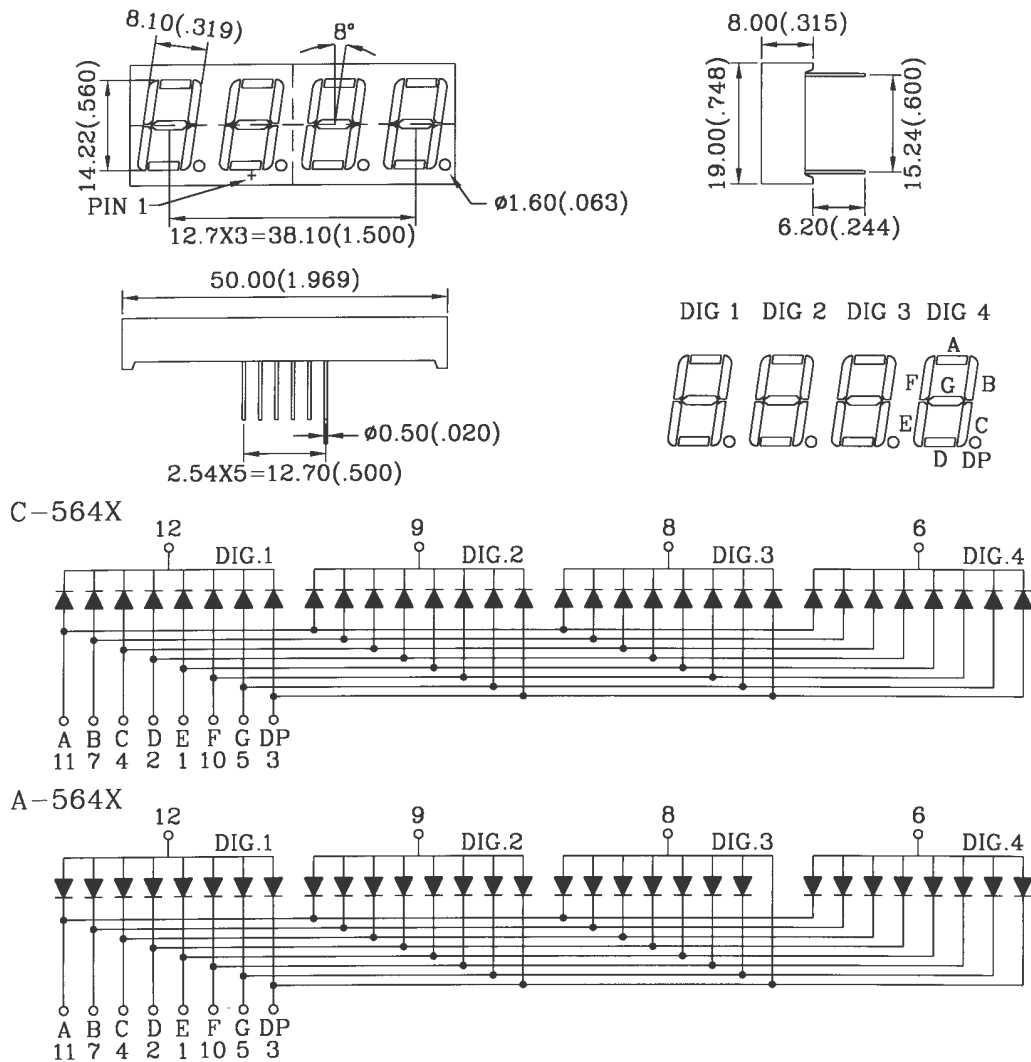 8.10(.319)
8°
8.00(.315)
14.22(.560)
19.00(.748)
15.24(.600)
PIN 1
ø1.60(.063)
12.7X3=38.10(1.500)
6.20(.244)
50.00(1.969)
DIG 1 DIG 2 DIG 3 DIG 4
A
F G B
E C
D DP
ø0.50(.020)
2.54X5=12.70(.500)
C-564X
12 9 8 6
DIG.1 DIG.2 DIG.3 DIG.4
A B C D E F G DP
11 7 4 2 1 10 5 3
A-564X
12 9 8 6
DIG.1 DIG.2 DIG.3 DIG.4
A B C D E F G DP
11 7 4 2 1 10 5 3